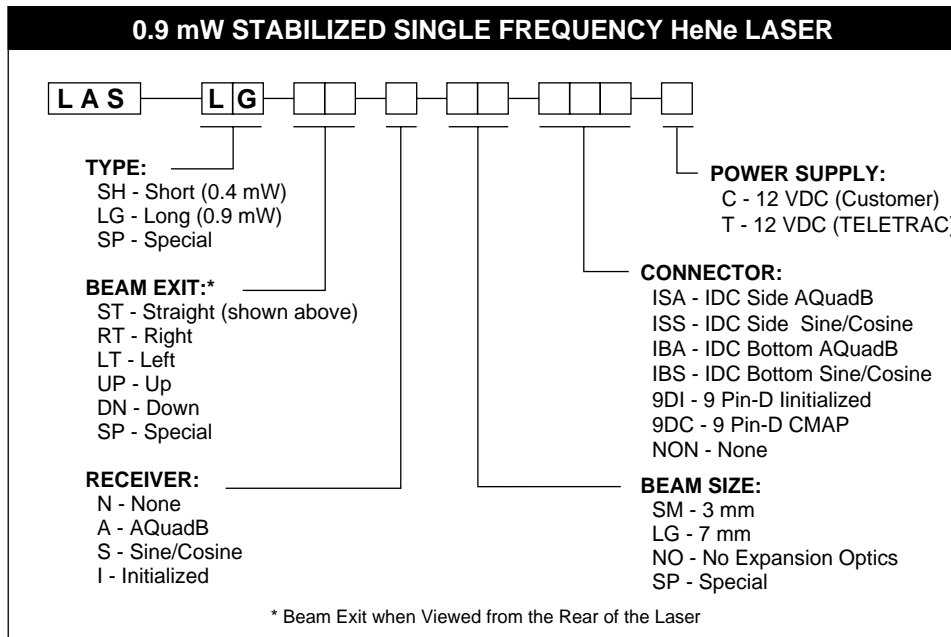 0.9 mW STABILIZED SINGLE FREQUENCY HeNe LASER
LAS LG
TYPE:
SH - Short (0.4 mW)
LG - Long (0.9 mW)
SP - Special
BEAM EXIT:*
ST - Straight (shown above)
RT - Right
LT - Left
UP - Up
DN - Down
SP - Special
RECEIVER:
N - None
A - AQuadB
S - Sine/Cosine
I - Initialized
POWER SUPPLY:
C - 12 VDC (Customer)
T - 12 VDC (TELETRAC)
CONNECTOR:
ISA - IDC Side AQuadB
ISS - IDC Side Sine/Cosine
IBA - IDC Bottom AQuadB
IBS - IDC Bottom Sine/Cosine
9DI - 9 Pin-D Iinitialized
9DC - 9 Pin-D CMAP
NON - None
BEAM SIZE:
SM - 3 mm
LG - 7 mm
NO - No Expansion Optics
SP - Special
* Beam Exit when Viewed from the Rear of the Laser